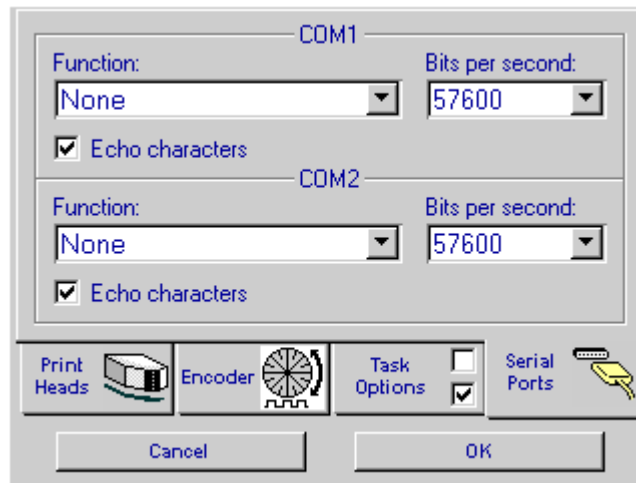 COM1
Function: Bits per second:
None 57600
Echo characters
COM2
Function: Bits per second:
None 57600
Echo characters
Print Heads
Encoder
Task Options
Serial Ports
Cancel OK